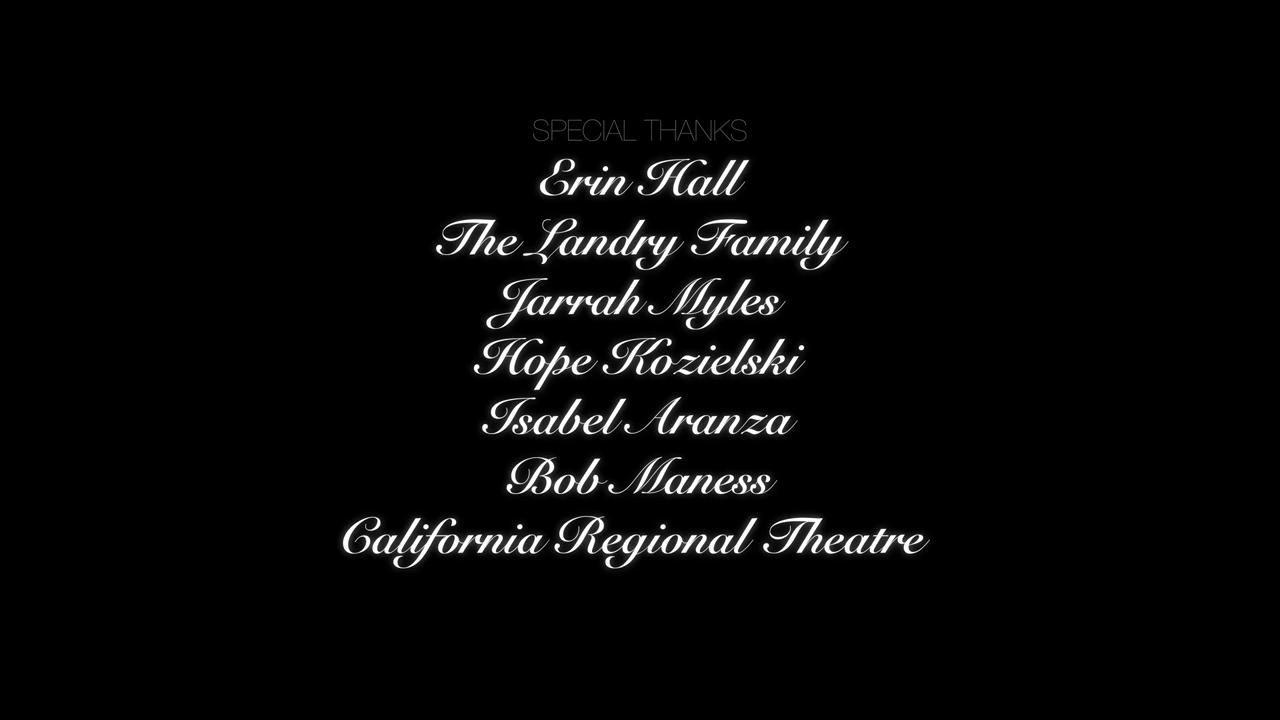 SPECIAL THANKS
Erin Hall
The Landry Family
Jarrah Myles
Hope Kozielski
Isabel Aranza
Bob Maness
California Regional Theatre